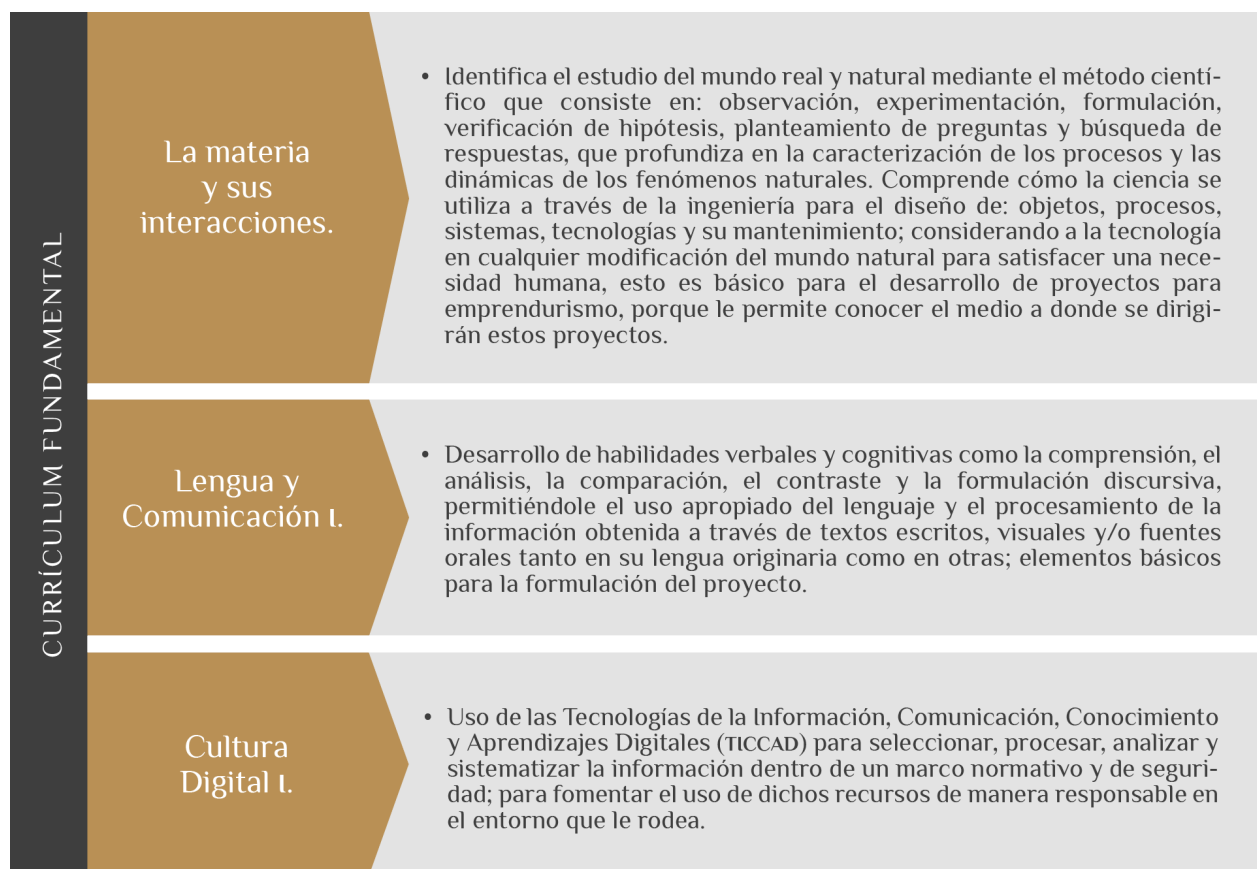 CURRÍCULUM FUNDAMENTAL
La materia
y sus
interacciones.
• Identifica el estudio del mundo real y natural mediante el método cientí-
fico que consiste en: observación, experimentación, formulación,
verificación de hipótesis, planteamiento de preguntas y búsqueda de
respuestas, que profundiza en la caracterización de los procesos y las
dinámicas de los fenómenos naturales. Comprende cómo la ciencia se
utiliza a través de la ingeniería para el diseño de: objetos, procesos,
sistemas, tecnologías y su mantenimiento; considerando a la tecnología
en cualquier modificación del mundo natural para satisfacer una nece-
sidad humana, esto es básico para el desarrollo de proyectos para
emprendurismo, porque le permite conocer el medio a donde se dirigi-
rán estos proyectos.
Lengua y
Comunicación I.
• Desarrollo de habilidades verbales y cognitivas como la comprensión, el
análisis, la comparación, el contraste y la formulación discursiva,
permitiéndole el uso apropiado del lenguaje y el procesamiento de la
información obtenida a través de textos escritos, visuales y/o fuentes
orales tanto en su lengua originaria como en otras; elementos básicos
para la formulación del proyecto.
Cultura
Digital I.
• Uso de las Tecnologías de la Información, Comunicación, Conocimiento
y Aprendizajes Digitales (TICCAD) para seleccionar, procesar, analizar y
sistematizar la información dentro de un marco normativo y de seguri-
dad; para fomentar el uso de dichos recursos de manera responsable en
el entorno que le rodea.